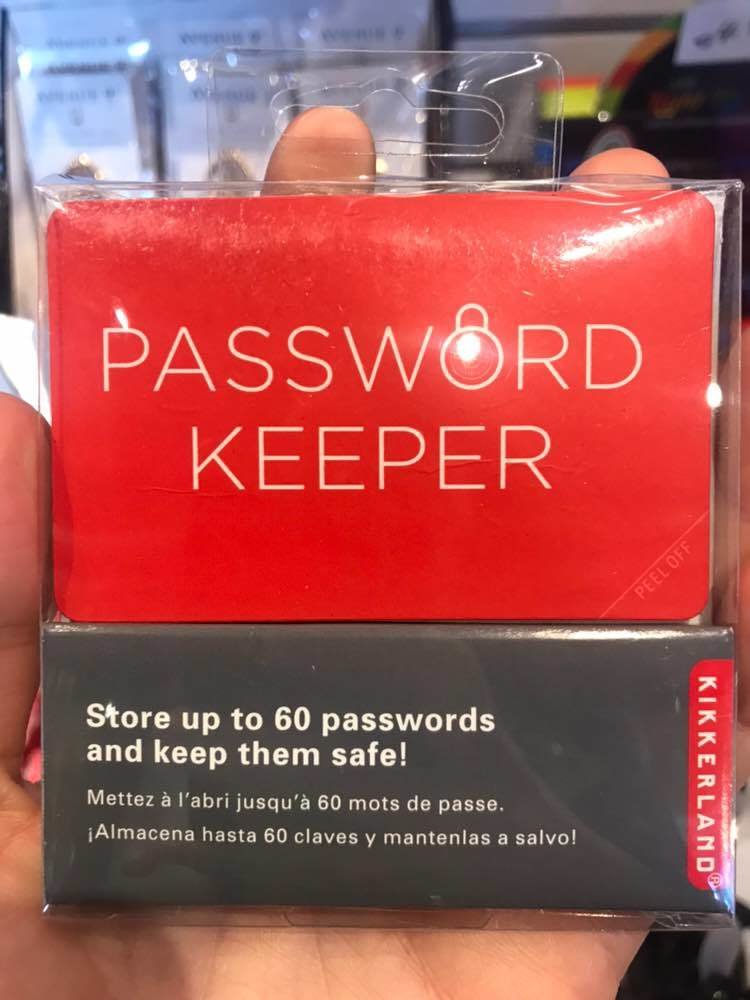 PASSWORD
KEEPER
PEEL OFF
Store up to 60 passwords
and keep them safe!
Mettez à l'abri jusqu'à 60 mots de passe.
¡Almacena hasta 60 claves y mantenlas a salvo!
KIKKERLAND®